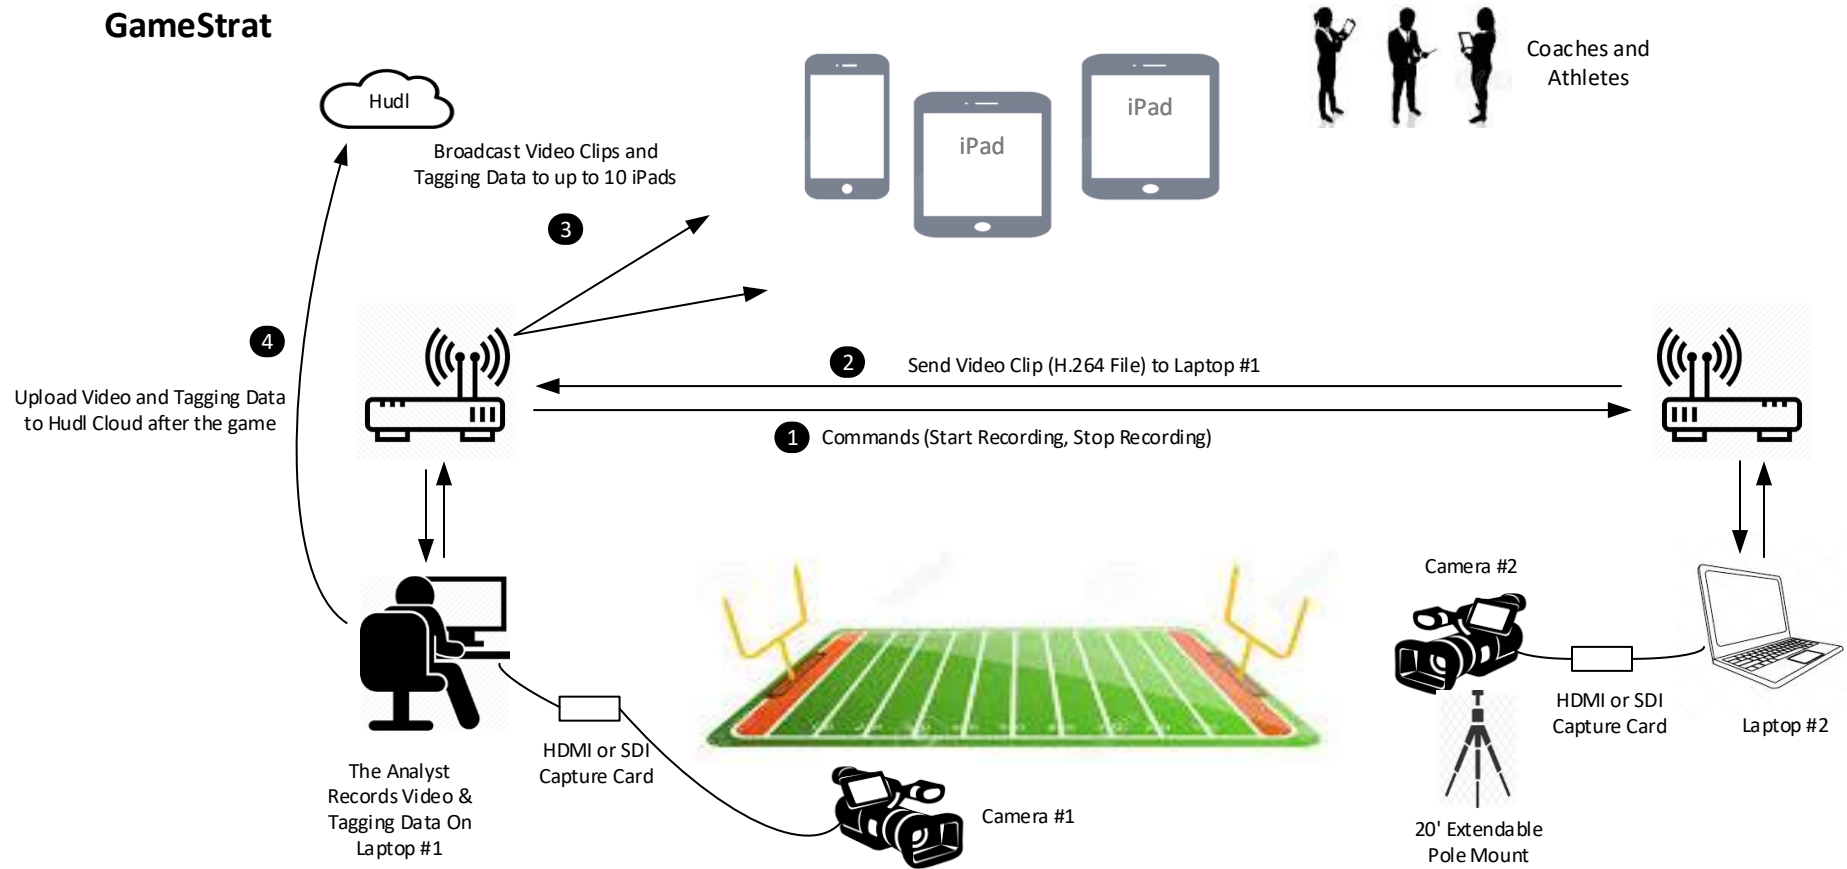 GameStrat
Coaches and
Athletes
Hudl
iPad
iPad
Broadcast Video Clips and
Tagging Data to up to 10 iPads
3
4
Upload Video and Tagging Data
to Hudl Cloud after the game
2 Send Video Clip (H.264 File) to Laptop #1
1 Commands (Start Recording, Stop Recording)
Camera #2
HDMI or SDI
Capture Card
Laptop #2
20' Extendable
Pole Mount
HDMI or SDI
Capture Card
The Analyst
Records Video &
Tagging Data On
Laptop #1
Camera #1